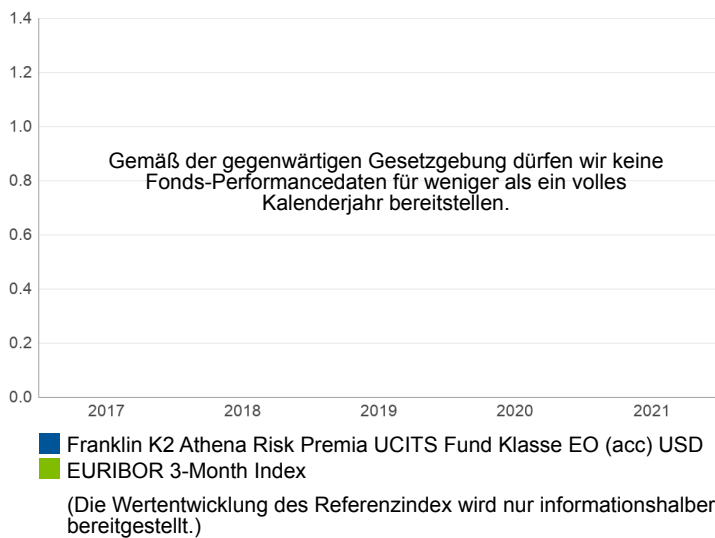 1.4
1.2
1.0
0.8
0.6
0.4
0.2
0.0
Gemäß der gegenwärtigen Gesetzgebung dürfen wir keine
Fonds-Performancedaten für weniger als ein volles
Kalenderjahr bereitstellen.
2017 2018 2019 2020 2021
Franklin K2 Athena Risk Premia UCITS Fund Klasse EO (acc) USD
EURIBOR 3-Month Index
(Die Wertentwicklung des Referenzindex wird nur informationshalber
bereitgestellt.)